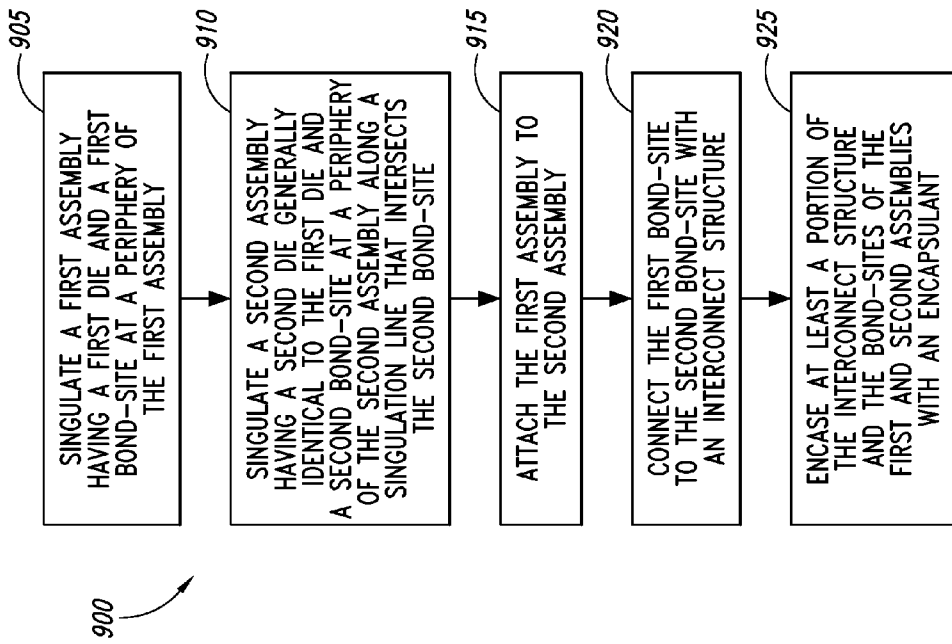 900
905
SINGULATE A FIRST ASSEMBLY
HAVING A FIRST DIE AND A FIRST
BOND-SITE AT A PERIPHERY OF
THE FIRST ASSEMBLY
910
SINGULATE A SECOND ASSEMBLY
HAVING A SECOND DIE GENERALLY
IDENTICAL TO THE FIRST DIE AND
A SECOND BOND-SITE AT A PERIPHERY
OF THE SECOND ASSEMBLY ALONG A
SINGULATION LINE THAT INTERSECTS
THE SECOND BOND-SITE
915
ATTACH THE FIRST ASSEMBLY TO
THE SECOND ASSEMBLY
920
CONNECT THE FIRST BOND-SITE
TO THE SECOND BOND-SITE WITH
AN INTERCONNECT STRUCTURE
925
ENCASE AT LEAST A PORTION OF
THE INTERCONNECT STRUCTURE
AND THE BOND-SITES OF THE
FIRST AND SECOND ASSEMBLIES
WITH AN ENCAPSULANT